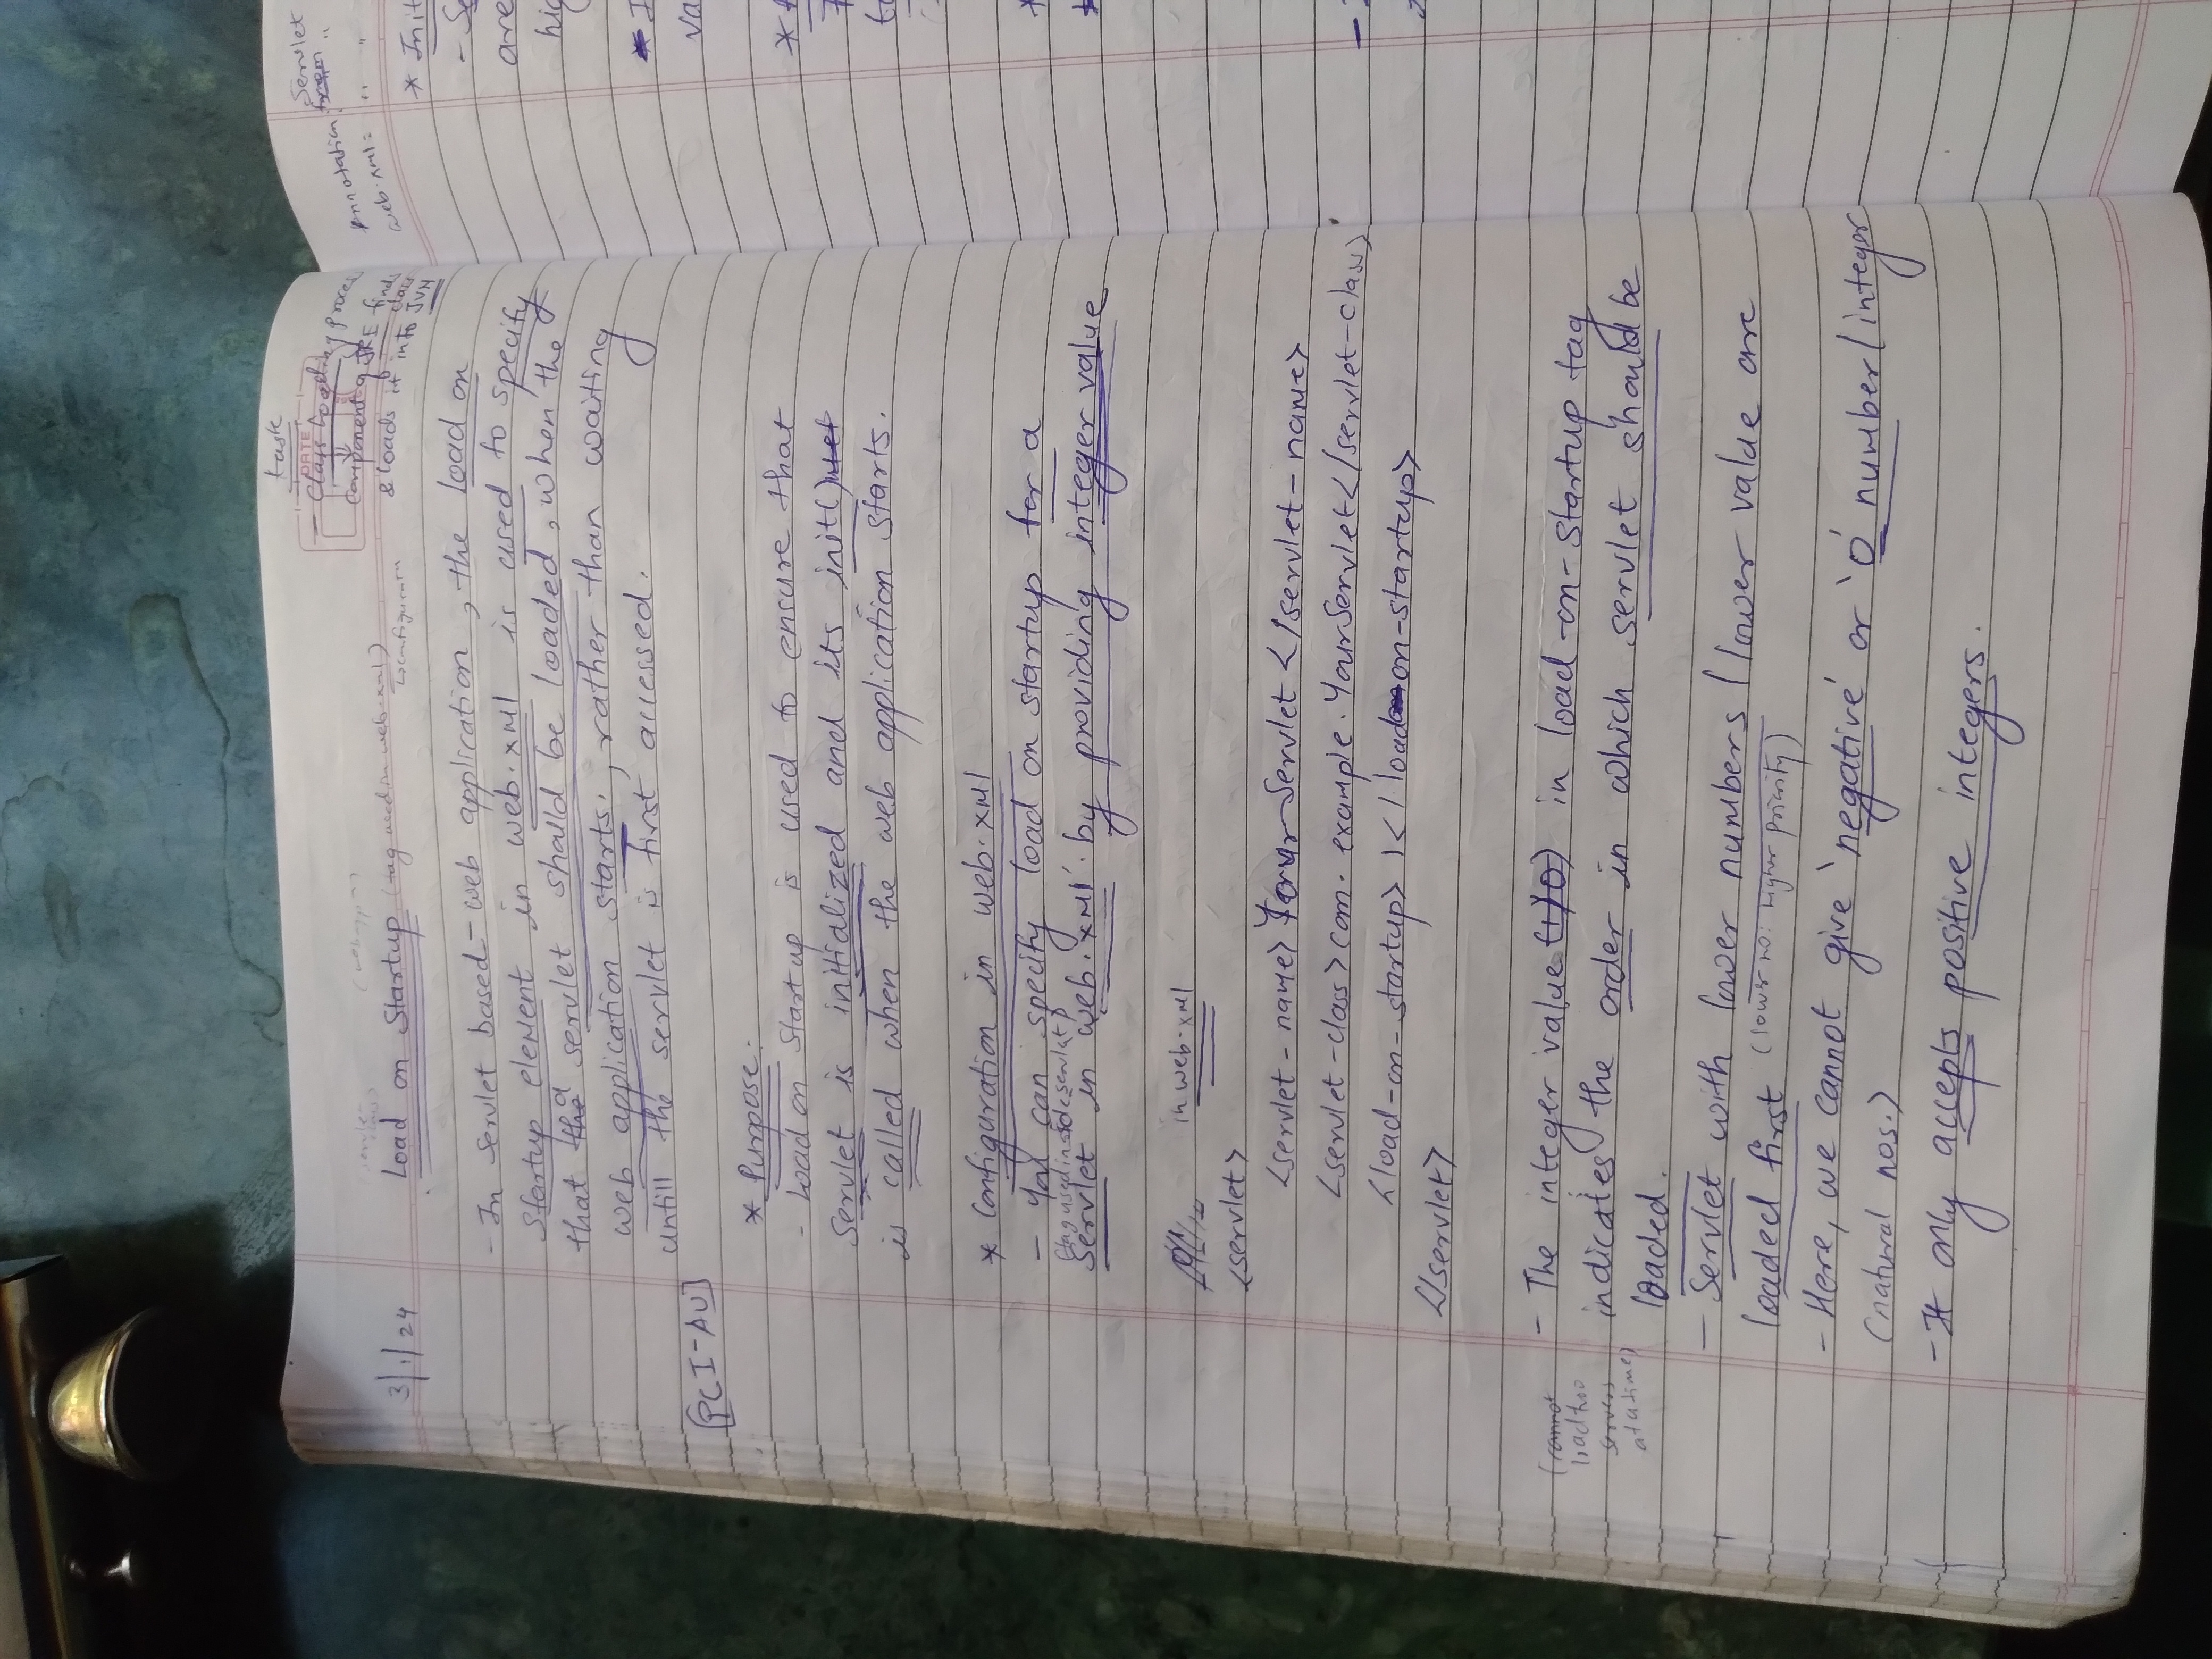 task
DATE
- Class Loading process
Component of JRE finds class
& loads it into JVM
(servlet class)
(webapp)
3/1/24
Load on Startup (tag used in web.xml)
- In Servlet based - web application, the load on
startup element in web.xml is used to specify
that a servlet should be loaded, when the
web application starts, rather than waiting
untill the servlet is first accessed.
[PCI-AU]
* Purpose:
- Load on Start up is used to ensure that
Servlet is initialized and its init()
is called when the web application starts.
* Configuration in web.xml
- You can specify load on startup for a
(tag used inside servlet)
Servlet in web.xml by providing integer value
in web.xml
<servlet>
<servlet-name> Your Servlet </servlet-name>
<servlet-class> com.example.YourServlet</servlet-class>
<load-on-startup> 1</load-on-startup>
</servlet>
- The integer value (+1/0) in load-on-startup tag
indicates the order in which servlet should be
loaded.
(cannot
load two
servers
at a time)
- Servlet with lower numbers / lower value are
loaded first (lower no: higher priority)
- Here, we cannot give 'negative' or '0' number/integer
(natural nos.)
- It only accepts positive integers.
Servlet
Annotation:
web.xml: " "
* Init
- Se
are